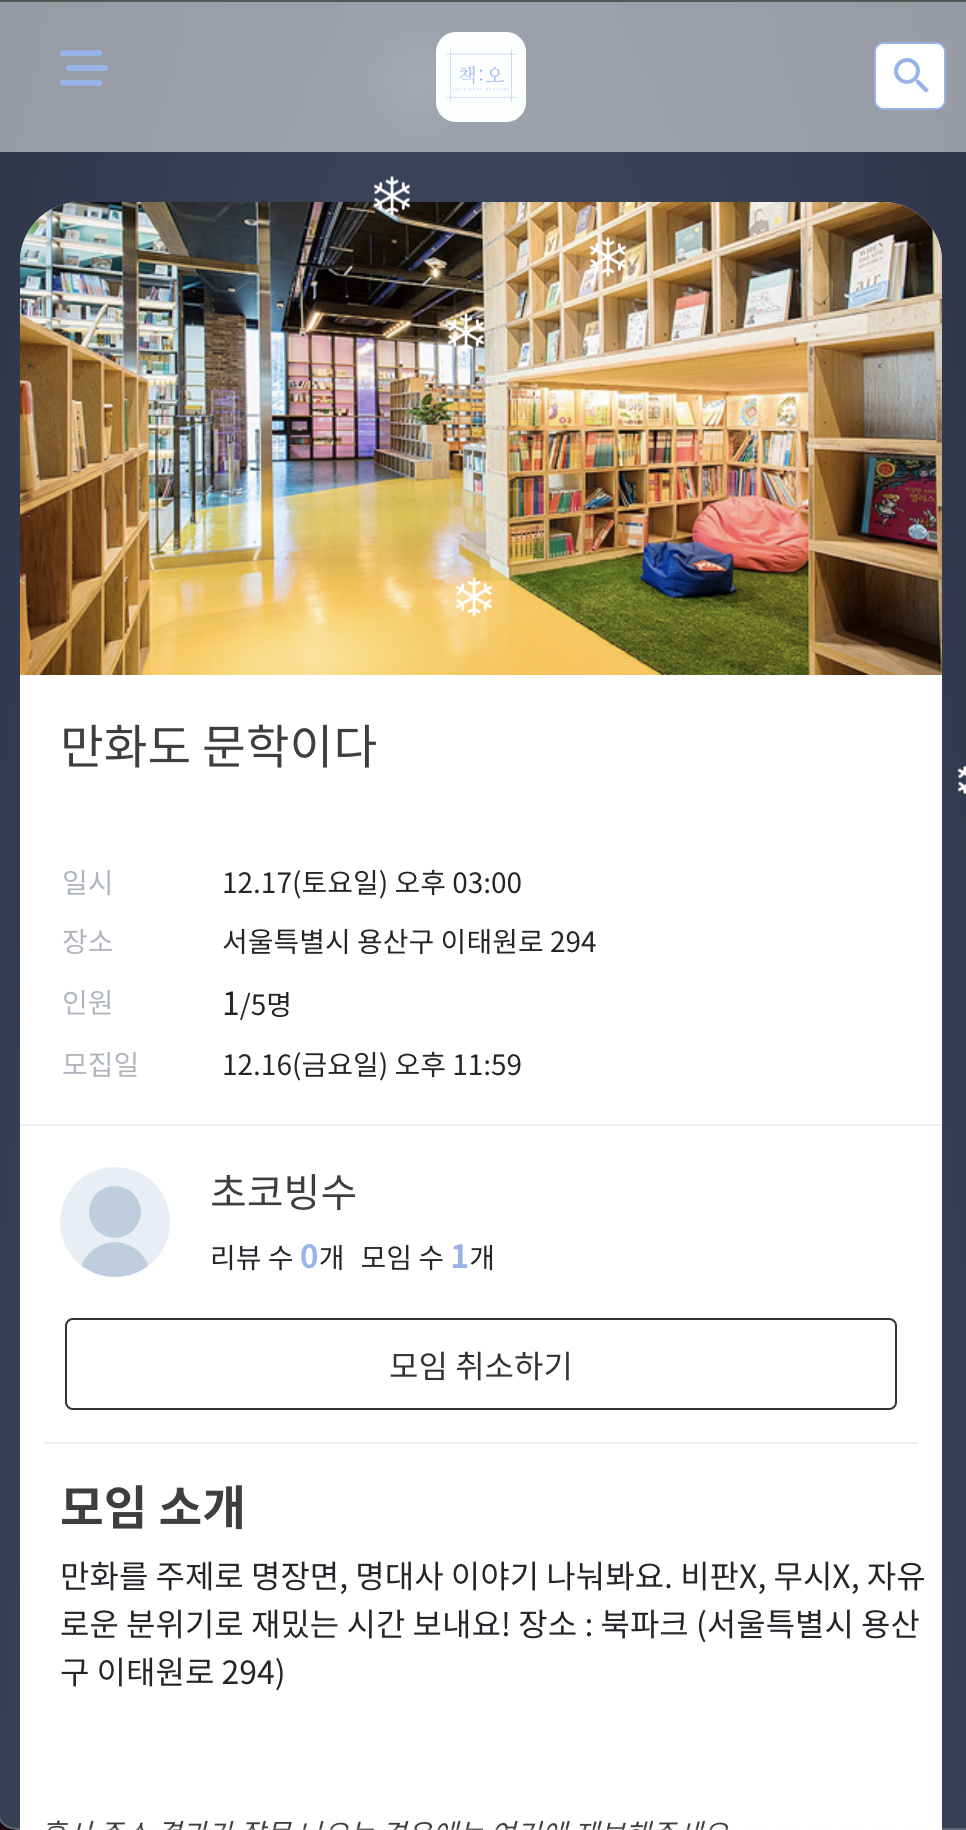 책:오
만화도 문학이다
일시 12.17(토요일) 오후 03:00
장소 서울특별시 용산구 이태원로 294
인원 1/5명
모집일 12.16(금요일) 오후 11:59
초코빙수
리뷰 수 0개 모임 수 1개
모임 취소하기
모임 소개
만화를 주제로 명장면, 명대사 이야기 나눠봐요. 비판X, 무시X, 자유
로운 분위기로 재밌는 시간 보내요! 장소 : 북파크 (서울특별시 용산
구 이태원로 294)